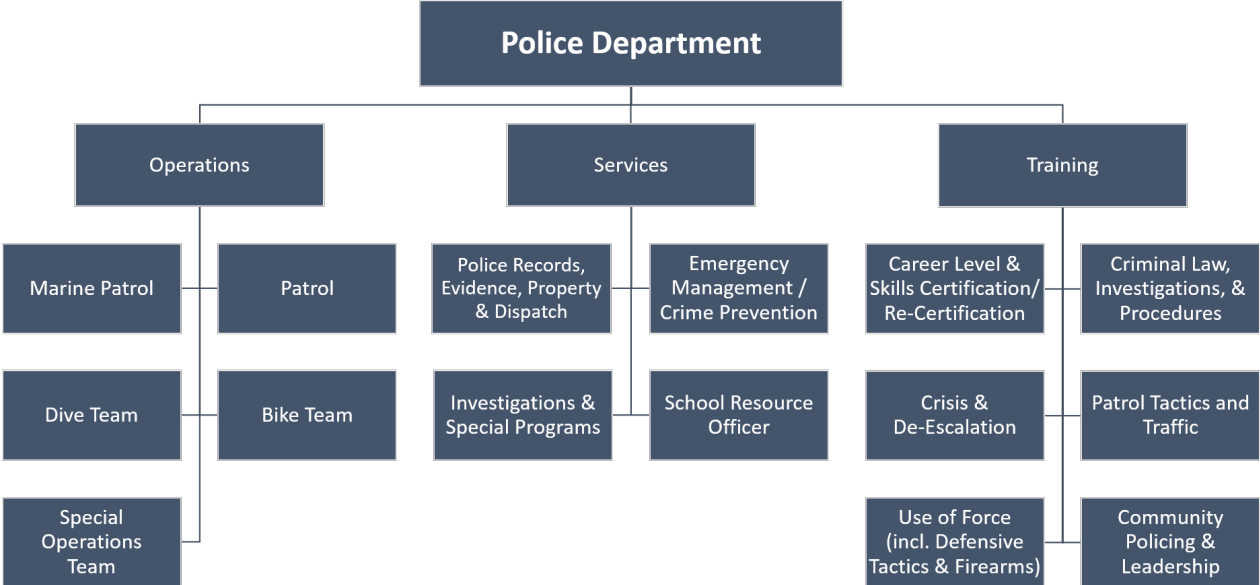 Police Department
Operations
Services
Training
Marine Patrol
Patrol
Police Records,
Evidence, Property
& Dispatch
Emergency
Management /
Crime Prevention
Career Level &
Skills Certification/
Re-Certification
Criminal Law,
Investigations, &
Procedures
Dive Team
Bike Team
Investigations &
Special Programs
School Resource
Officer
Crisis &
De-Escalation
Patrol Tactics and
Traffic
Special
Operations
Team
Use of Force
(incl. Defensive
Tactics & Firearms)
Community
Policing &
Leadership